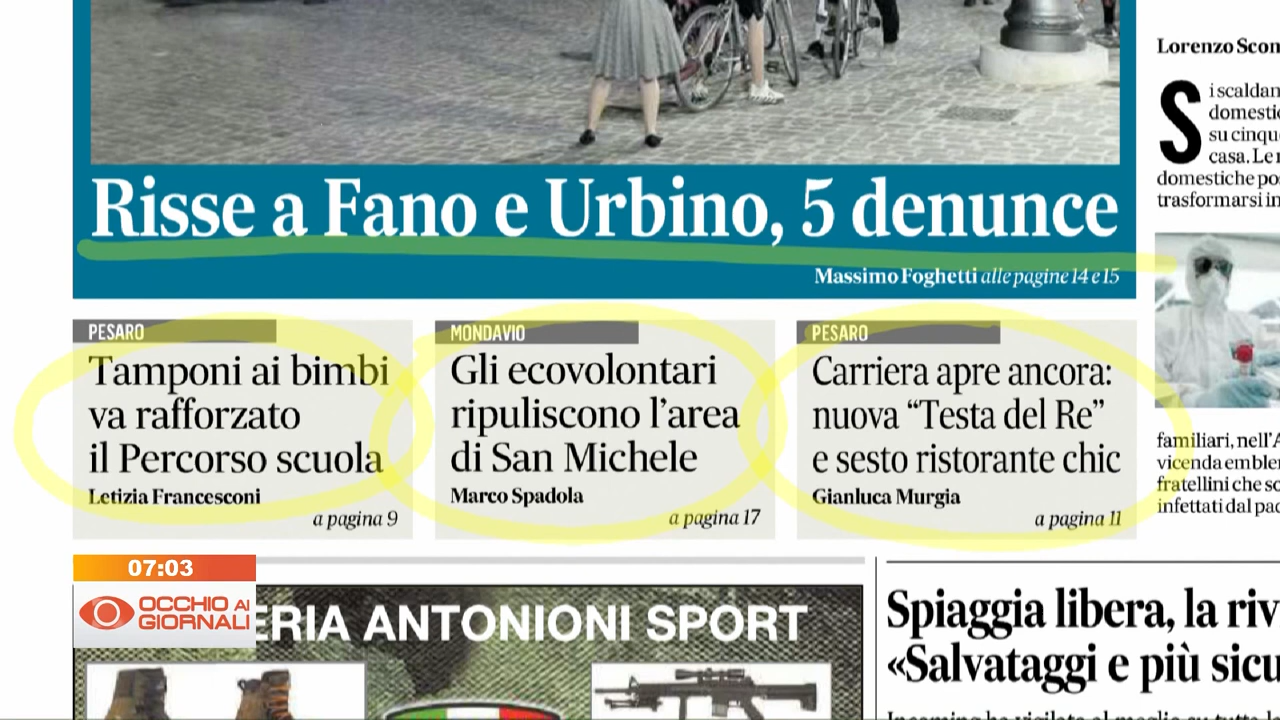 Risse a Fano e Urbino, 5 denunce
Massimo Foghetti alle pagine 14 e 15
PESARO
Tamponi ai bimbi
va rafforzato
il Percorso scuola
Letizia Francesconi
a pagina 9
MONDAVIO
Gli ecovolontari
ripuliscono l'area
di San Michele
Marco Spadola
a pagina 17
PESARO
Carriera apre ancora:
nuova “Testa del Re”
e sesto ristorante chic
Gianluca Murgia
a pagina 11
Lorenzo Scon
Si scaldan
domestic
su cinqu
casa. Le
domestiche po
trasformarsi in
familiari, nell'A
vicenda emblem
fratellini che sc
infettati dal pad
07:03
OCCHIO AI
GIORNALI
ERIA ANTONIONI SPORT
Spiaggia libera, la riv
«Salvataggi e più sicu